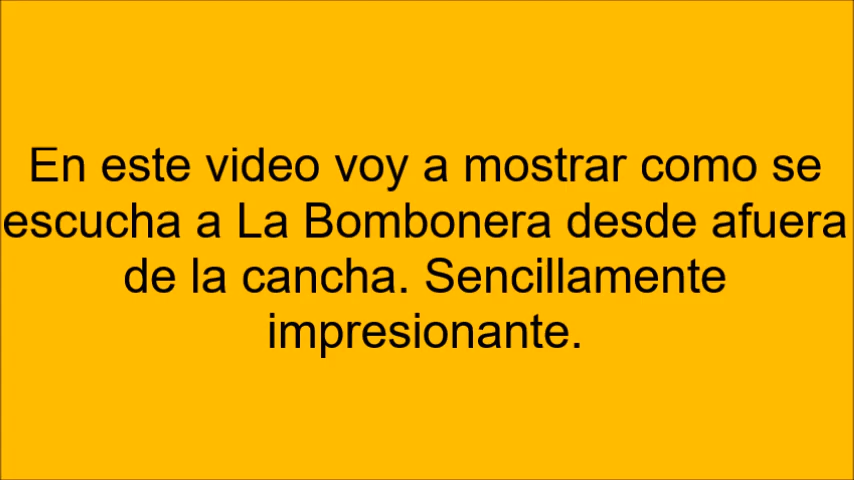 En este video voy a mostrar como se
escucha a La Bombonera desde afuera
de la cancha. Sencillamente
impresionante.